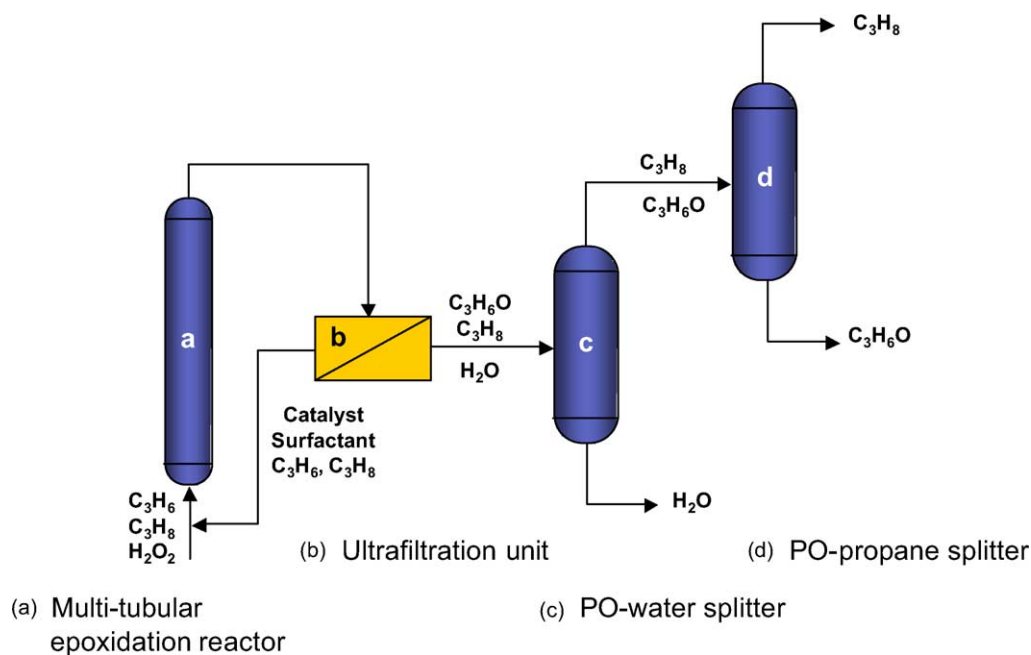 C₃H₈
C₃H₈
d
C₃H₆O
a
C₃H₆O
b
C₃H₈
c
H₂O
C₃H₆O
Catalyst
Surfactant
C₃H₆, C₃H₈
C₃H₆
C₃H₈
H₂O₂
H₂O
(b) Ultrafiltration unit
(d) PO-propane splitter
(a) Multi-tubular
epoxidation reactor
(c) PO-water splitter